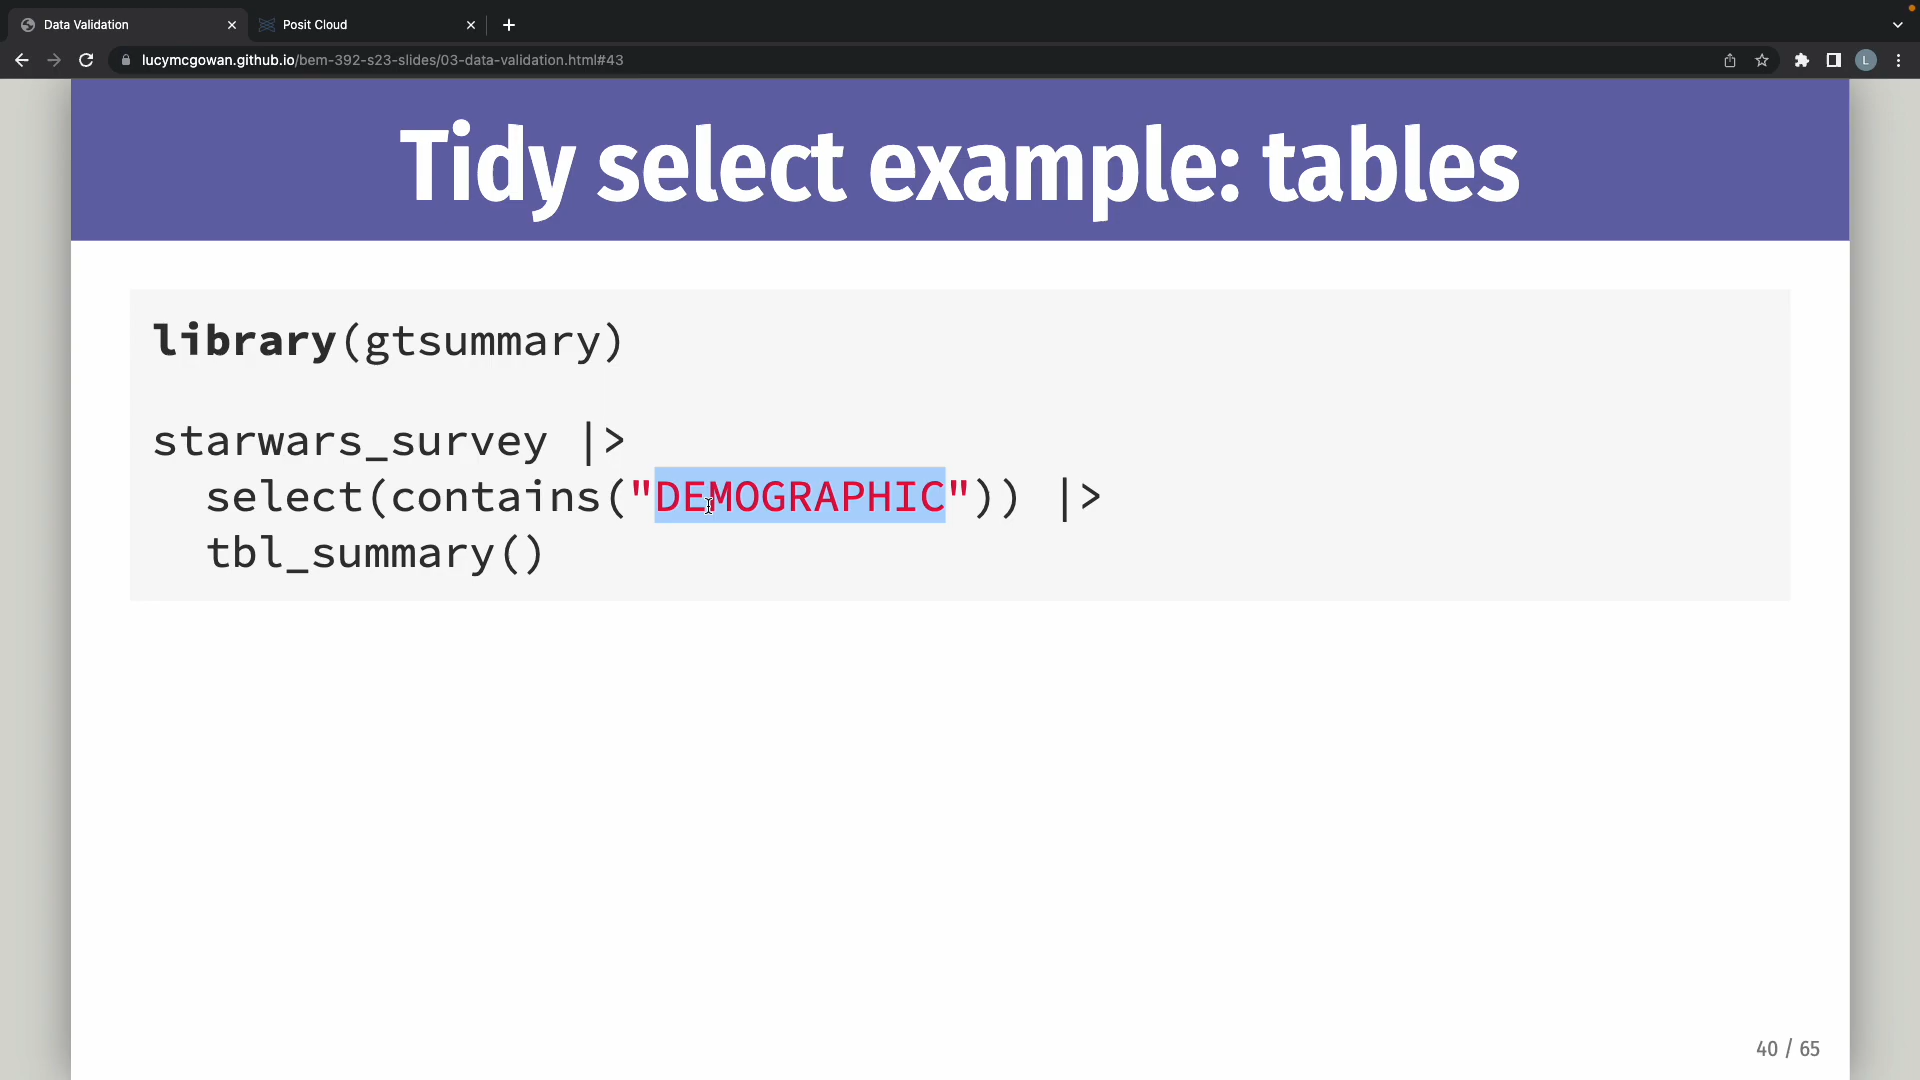 Data Validation
Posit Cloud
lucymcgowan.github.io/bem-392-s23-slides/03-data-validation.html#43
L
Tidy select example: tables
library(gtsummary)
starwars_survey |>
  select(contains("DEMOGRAPHIC")) |>
  tbl_summary()
40 / 65